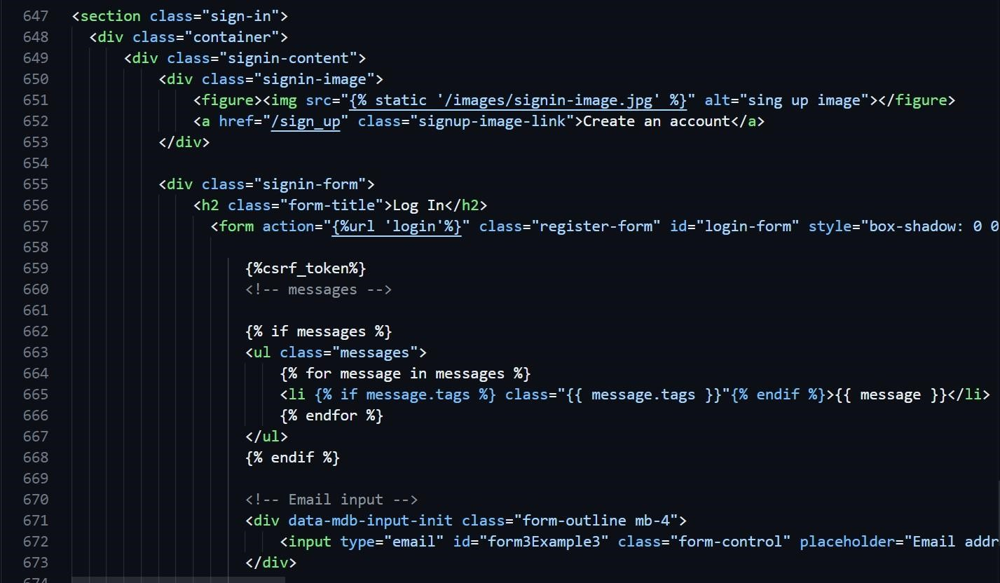 647 <section class="sign-in">
648 <div class="container">
649 <div class="signin-content">
650 <div class="signin-image">
651 <figure><img src="{% static '/images/signin-image.jpg' %}" alt="sing up image"></figure>
652 <a href="/sign_up" class="signup-image-link">Create an account</a>
653 </div>
654
655 <div class="signin-form">
656 <h2 class="form-title">Log In</h2>
657 <form action="{%url 'login'%}" class="register-form" id="login-form" style="box-shadow: 0 0
658
659 {%csrf_token%}
660 <!-- messages -->
661
662 {% if messages %}
663 <ul class="messages">
664 {% for message in messages %}
665 <li {% if message.tags %} class="{{ message.tags }}"{% endif %}>{{ message }}</li>
666 {% endfor %}
667 </ul>
668 {% endif %}
669
670 <!-- Email input -->
671 <div data-mdb-input-init class="form-outline mb-4">
672 <input type="email" id="form3Example3" class="form-control" placeholder="Email addr
673 </div>
674